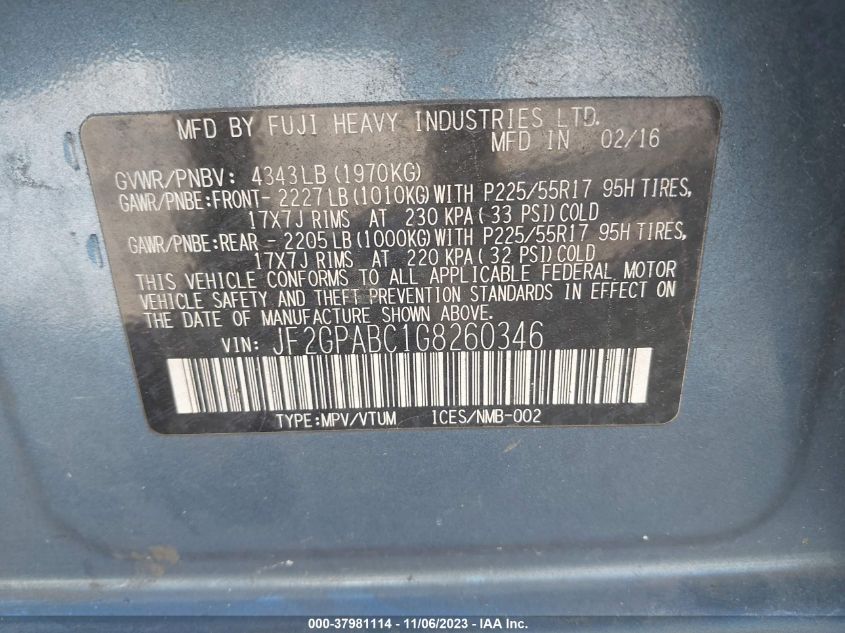 MFD BY FUJI HEAVY INDUSTRIES LTD.
MFD IN 02/16
GVWR/PNBV: 4343LB (1970KG)
GAWR/PNBE:FRONT- 2227LB (1010KG) WITH P225/55R17 95H TIRES,
17X7J RIMS AT 230 KPA ( 33 PSI) COLD
GAWR/PNBE:REAR - 2205LB (1000KG) WITH P225/55R17 95H TIRES,
17X7J RIMS AT 220 KPA ( 32 PSI) COLD
THIS VEHICLE CONFORMS TO ALL APPLICABLE FEDERAL MOTOR
VEHICLE SAFETY AND THEFT PREVENTION STANDARDS IN EFFECT ON
THE DATE OF MANUFACTURE SHOWN ABOVE.
VIN: JF2GPABC1G8260346
TYPE:MPV/VTUM ICES/NMB-002
000-37981114 - 11/06/2023 - IAA Inc.